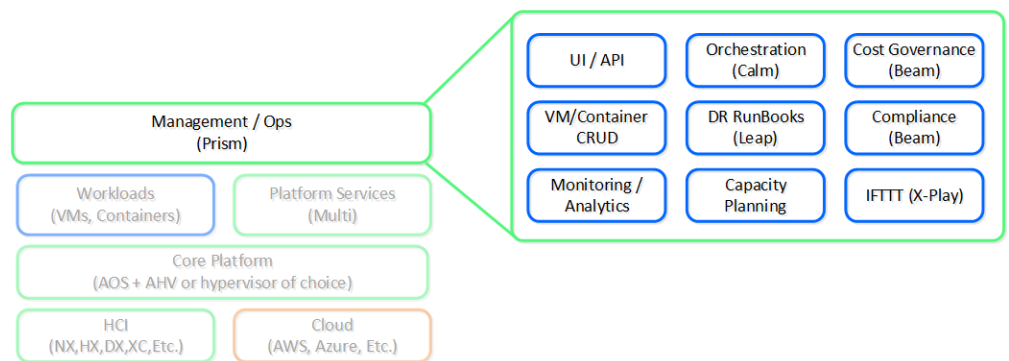 Management / Ops
(Prism)
Workloads
(VMs, Containers)
Platform Services
(Multi)
Core Platform
(AOS + AHV or hypervisor of choice)
HCI
(NX,HX,DX,XC,Etc.)
Cloud
(AWS, Azure, Etc.)
UI / API
Orchestration
(Calm)
Cost Governance
(Beam)
VM/Container
CRUD
DR RunBooks
(Leap)
Compliance
(Beam)
Monitoring /
Analytics
Capacity
Planning
IFTTT (X-Play)